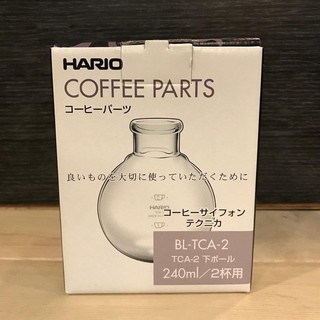 HARIO
COFFEE PARTS
コーヒーパーツ
良いものを大切に使っていただくために
HARIO
コーヒーサイフォン
テクニカ
BL-TCA-2
TCA-2 下ボール
240ml/2杯用